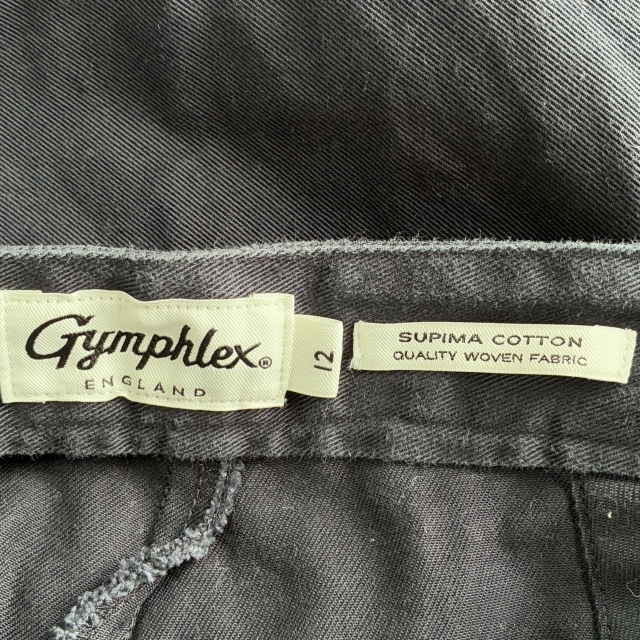 Gymphlex®
ENGLAND
12
SUPIMA COTTON
QUALITY WOVEN FABRIC